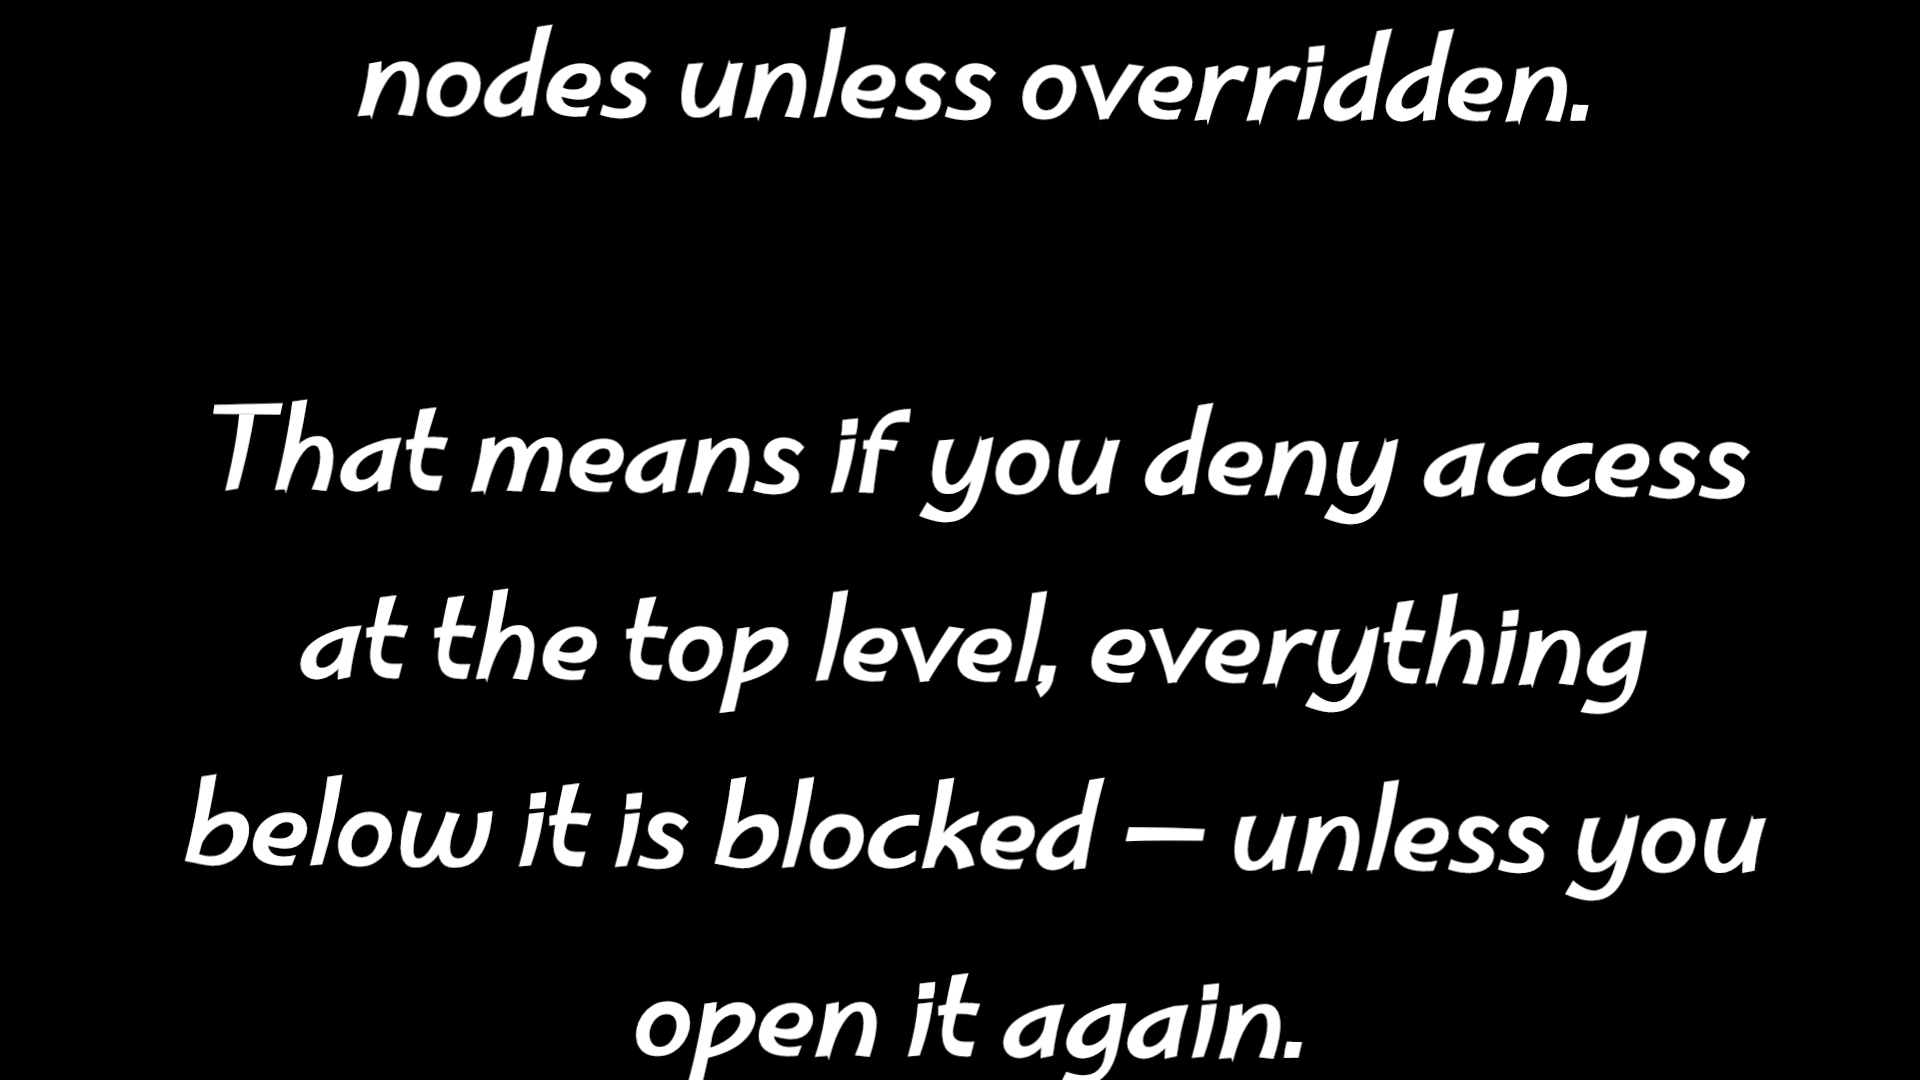 nodes unless overridden.
That means if you deny access
at the top level, everything
below it is blocked — unless you
open it again.